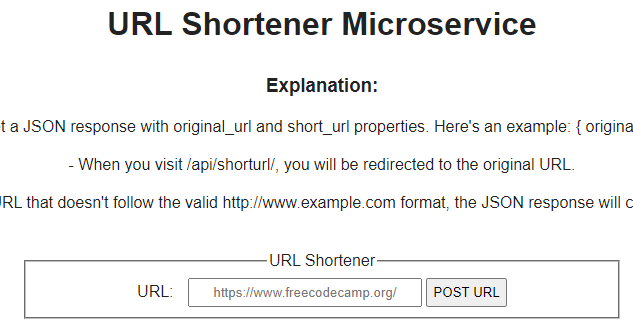 URL Shortener Microservice
Explanation:
t a JSON response with original_url and short_url properties. Here's an example: { origina
- When you visit /api/shorturl/, you will be redirected to the original URL.
URL that doesn't follow the valid http://www.example.com format, the JSON response will c
URL Shortener
URL: https://www.freecodecamp.org/ POST URL